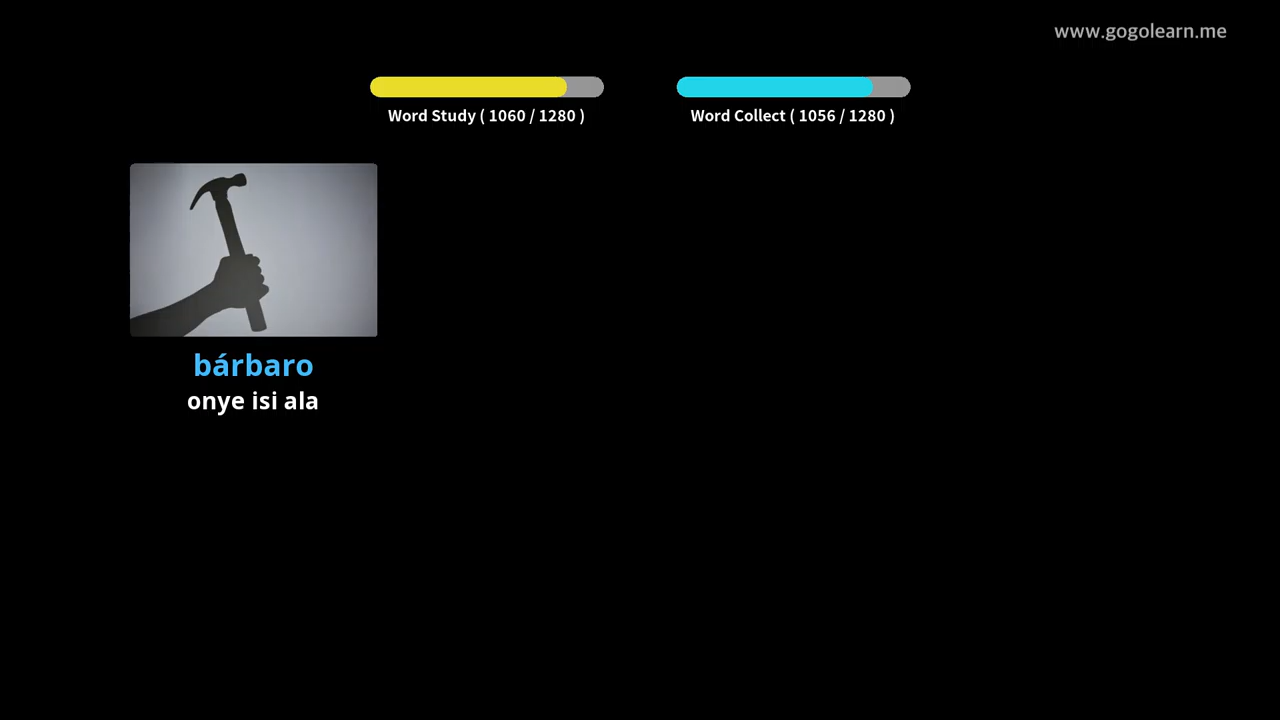 www.gogolearn.me
Word Study ( 1060 / 1280 )
Word Collect ( 1056 / 1280 )
bárbaro
onye isi ala